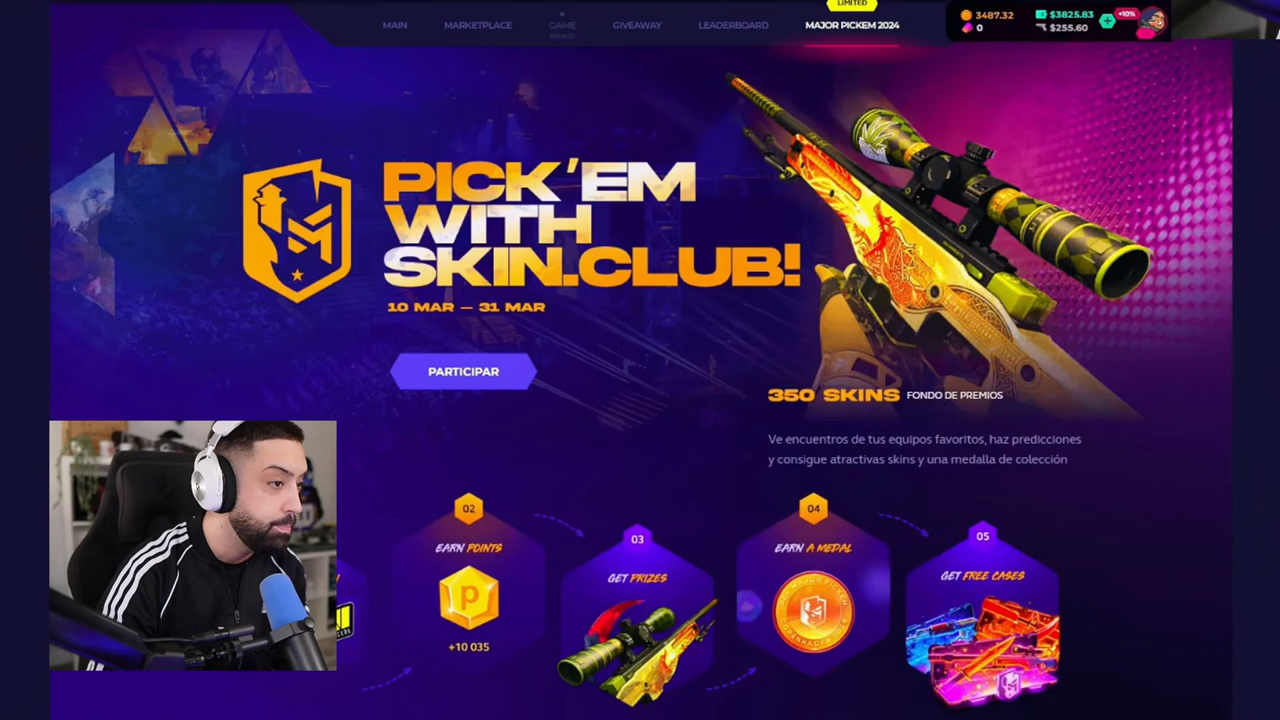 LIMITED
MAIN
MARKETPLACE
GAME
GIVEAWAY
LEADERBOARD
MAJOR PICKEM 2024
3487.32
$3825.83
+10%
0
$255.60
PICK'EM
WITH
SKIN.CLUB!
10 MAR — 31 MAR
PARTICIPAR
350 SKINS FONDO DE PREMIOS
Ve encuentros de tus equipos favoritos, haz predicciones
y consigue atractivas skins y una medalla de colección
02
EARN POINTS
P
+10 035
03
GET PRIZES
04
EARN A MEDAL
05
GET FREE CASES